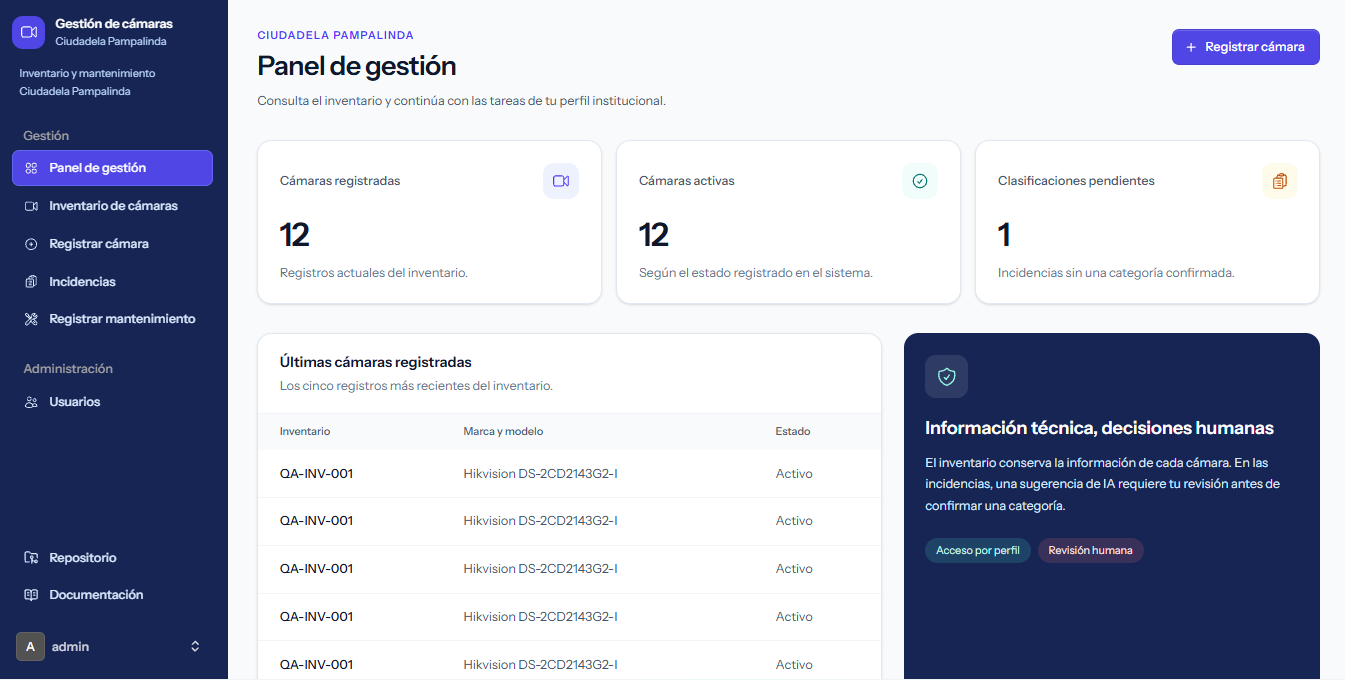 Gestión de cámaras
Ciudadela Pampalinda
Inventario y mantenimiento
Ciudadela Pampalinda
Gestión
Panel de gestión
Inventario de cámaras
Registrar cámara
Incidencias
Registrar mantenimiento
Administración
Usuarios
Repositorio
Documentación
A admin
CIUDADELA PAMPALINDA
Panel de gestión
Consulta el inventario y continúa con las tareas de tu perfil institucional.
+ Registrar cámara
Cámaras registradas
12
Registros actuales del inventario.
Cámaras activas
12
Según el estado registrado en el sistema.
Clasificaciones pendientes
1
Incidencias sin una categoría confirmada.
Últimas cámaras registradas
Los cinco registros más recientes del inventario.
Inventario Marca y modelo Estado
QA-INV-001 Hikvision DS-2CD2143G2-I Activo
QA-INV-001 Hikvision DS-2CD2143G2-I Activo
QA-INV-001 Hikvision DS-2CD2143G2-I Activo
QA-INV-001 Hikvision DS-2CD2143G2-I Activo
QA-INV-001 Hikvision DS-2CD2143G2-I Activo
Información técnica, decisiones humanas
El inventario conserva la información de cada cámara. En las
incidencias, una sugerencia de IA requiere tu revisión antes de
confirmar una categoría.
Acceso por perfil Revisión humana